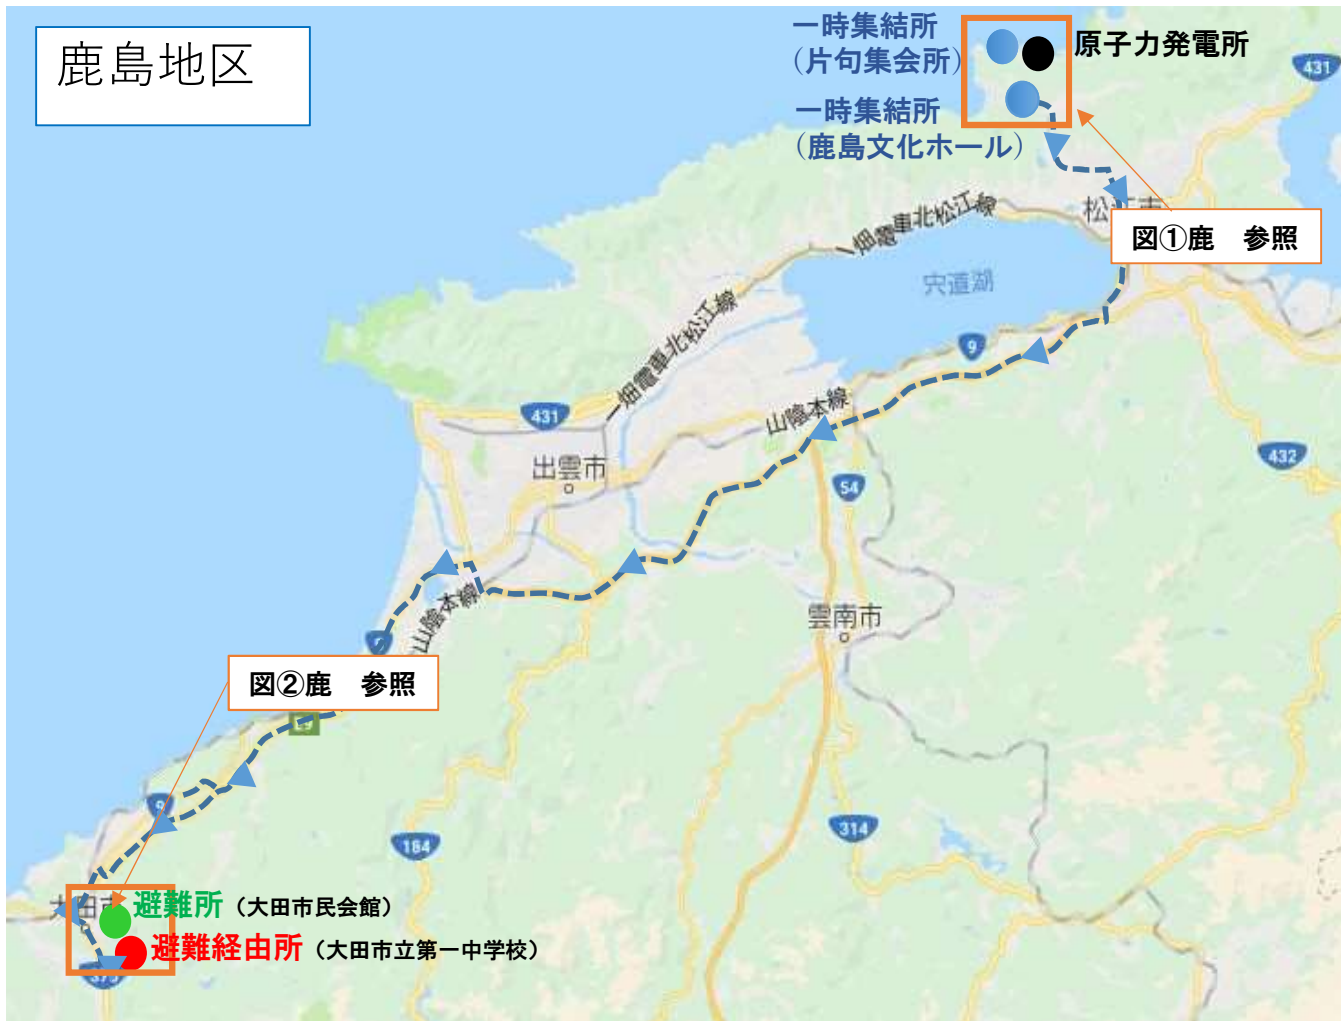 鹿島地区
一時集結所
(片句集会所)
原子力発電所
431
一時集結所
(鹿島文化ホール)
図①鹿 参照
一畑電車北松江線
宍道湖
一畑電車北松江線
9
431
山陰本線
出雲市
54
432
山陰本線
雲南市
図②鹿 参照
9
184
314
避難所(大田市民会館)
避難経由所(大田市立第一中学校)
375